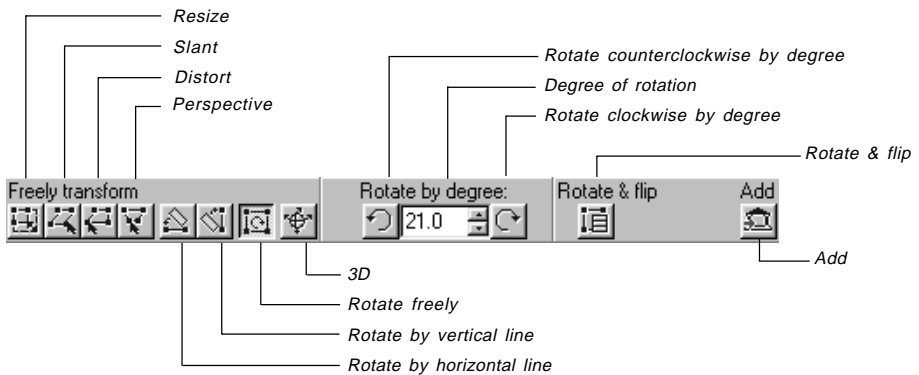 Resize
Slant
Distort
Perspective
Rotate counterclockwise by degree
Degree of rotation
Rotate clockwise by degree
Rotate & flip
Freely transform
Rotate by degree:
Rotate & flip
Add
21.0
Add
3D
Rotate freely
Rotate by vertical line
Rotate by horizontal line